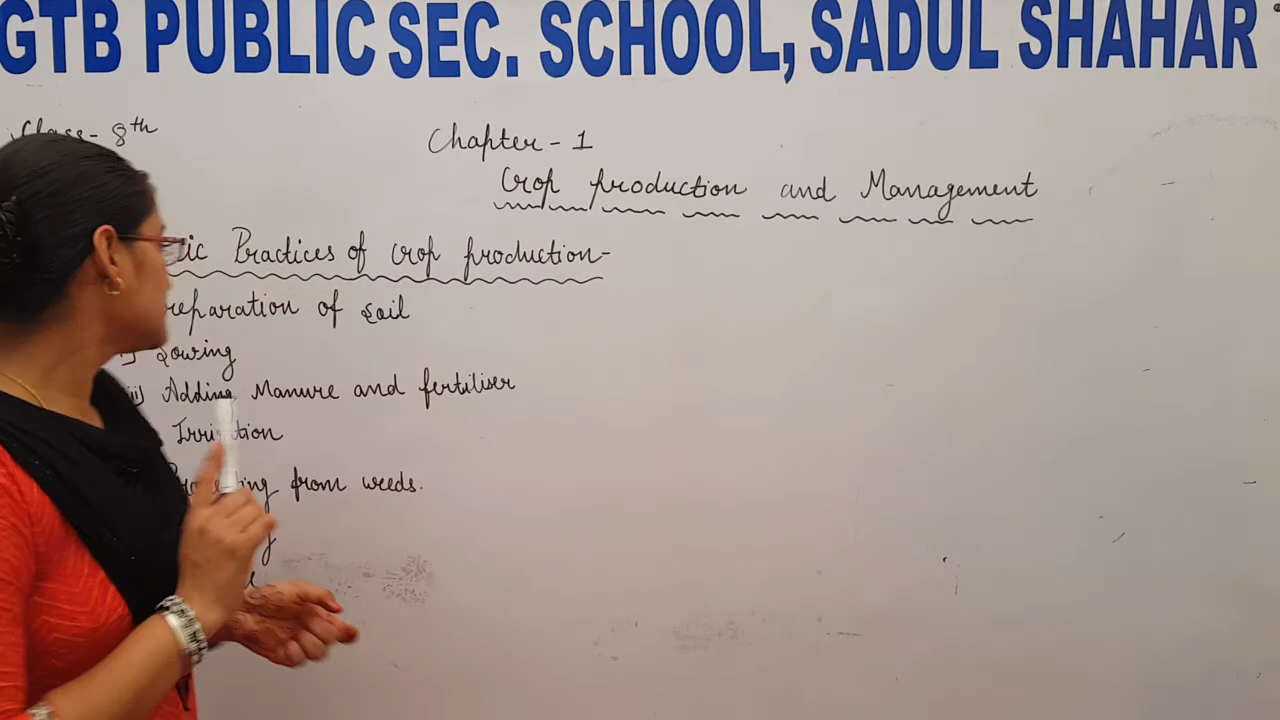 GTB PUBLIC SEC. SCHOOL, SADUL SHAHAR
Class- 8th
Chapter - 1
Crop production and Management
Practices of Crop production-
of Soil
Sowing
iii) Adding Manure and fertiliser
Irrigation
from weeds.